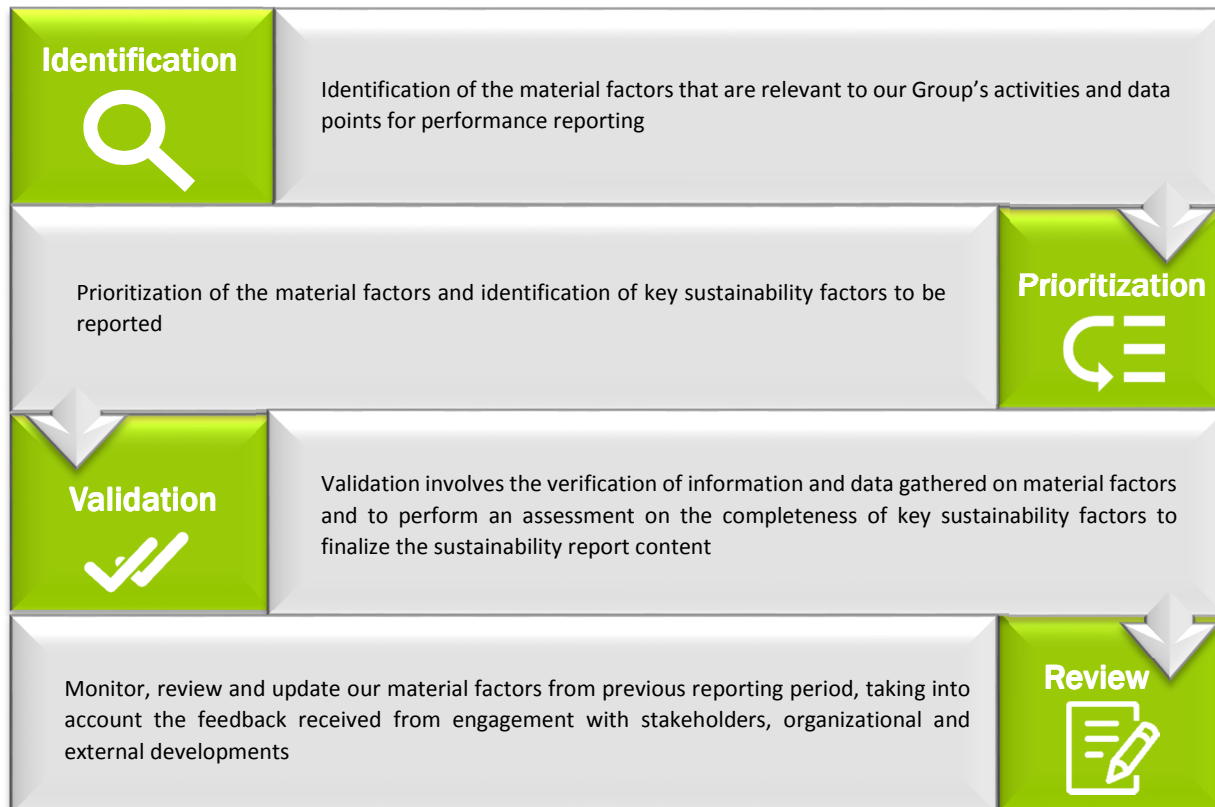 Identification
Identification of the material factors that are relevant to our Group's activities and data
points for performance reporting
Prioritization of the material factors and identification of key sustainability factors to be
reported
Prioritization
Validation
Validation involves the verification of information and data gathered on material factors
and to perform an assessment on the completeness of key sustainability factors to
finalize the sustainability report content
Monitor, review and update our material factors from previous reporting period, taking into
account the feedback received from engagement with stakeholders, organizational and
external developments
Review